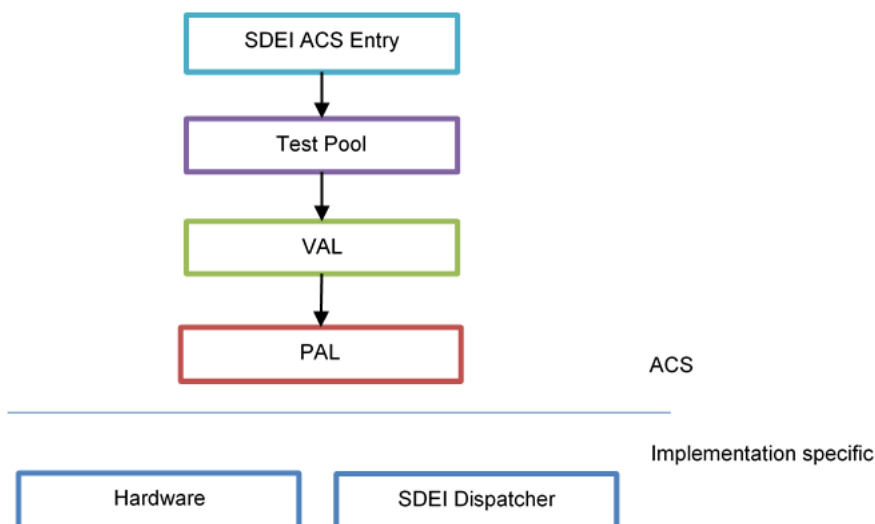 SDEI ACS Entry
Test Pool
VAL
PAL
ACS
Implementation specific
Hardware
SDEI Dispatcher